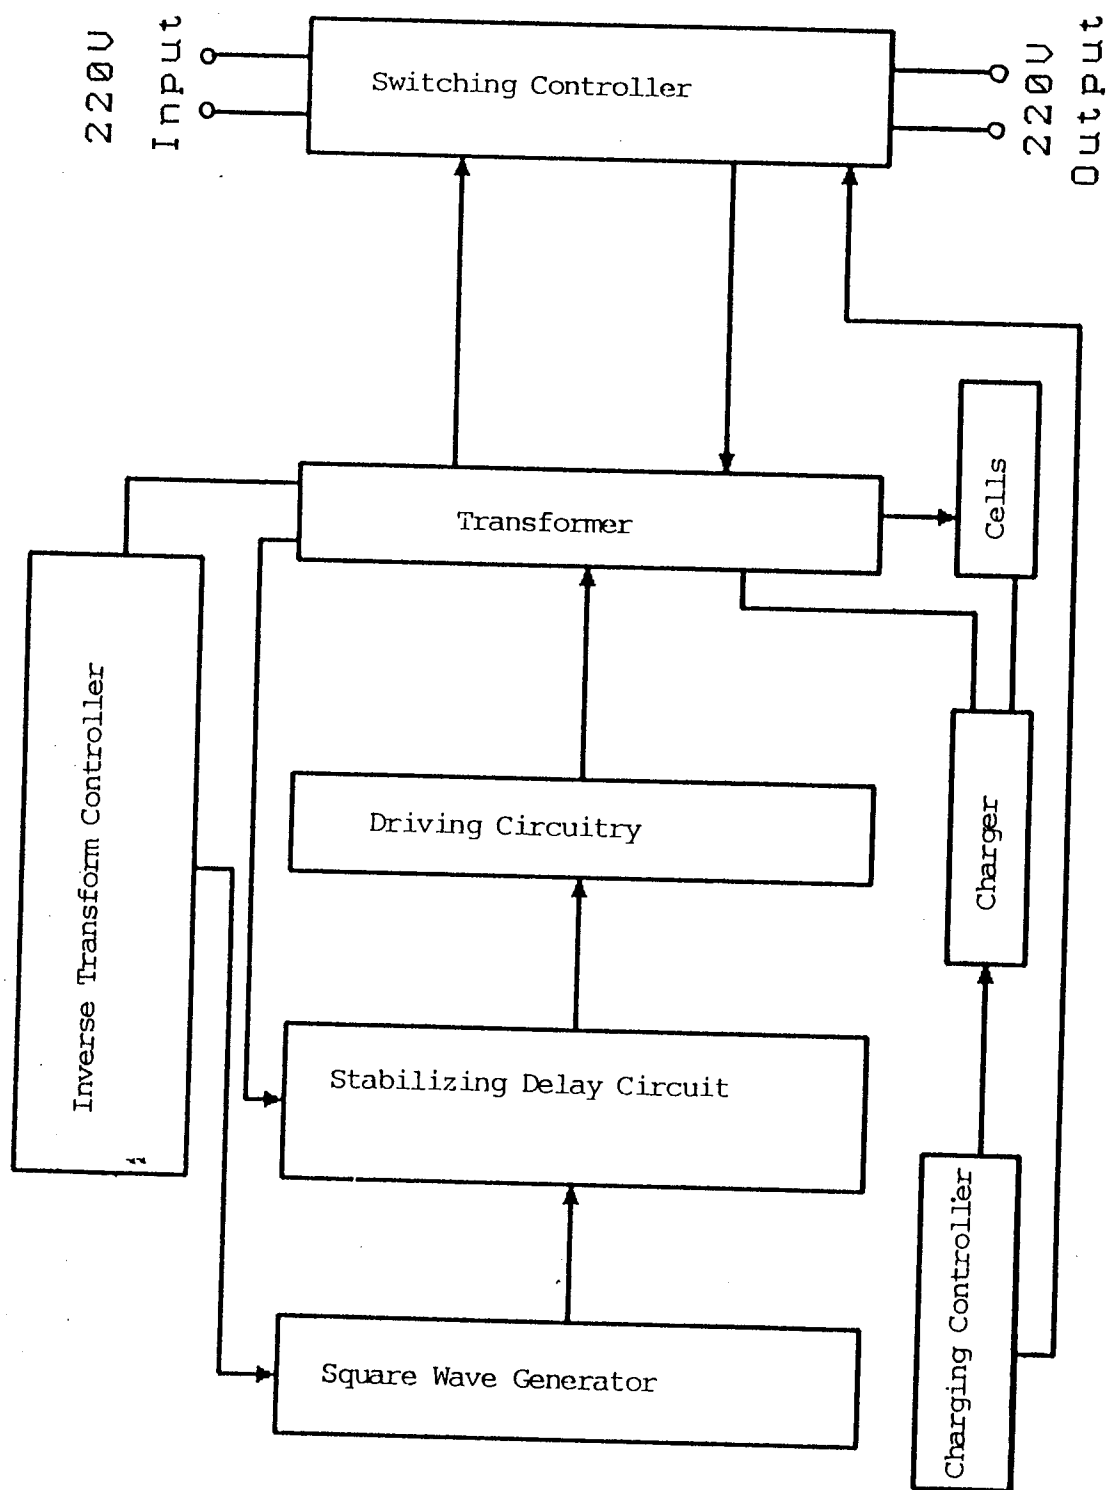 220V
Input
Switching Controller
220V
Output
Transformer
Cells
Inverse Transform Controller
Driving Circuitry
Charger
Stabilizing Delay Circuit
Charging Controller
Square Wave Generator